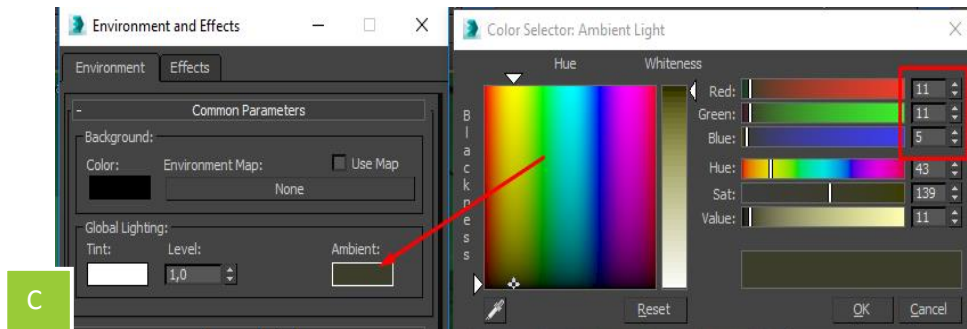 Environment and Effects
Environment Effects
- Common Parameters
Background:
Color: Environment Map: Use Map
None
Global Lighting:
Tint: Level: Ambient:
1,0
C
Color Selector: Ambient Light
Hue Whiteness
Blackness
Red: 11
Green: 11
Blue: 5
Hue: 43
Sat: 139
Value: 11
Reset OK Cancel